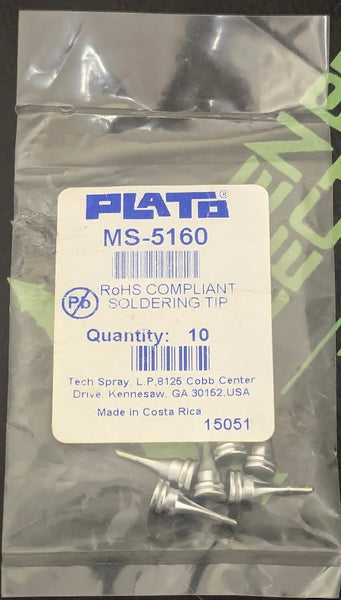 PLATO®
MS-5160
Pb
RoHS COMPLIANT
SOLDERING TIP
Quantity: 10
Tech Spray, L.P,8125 Cobb Center
Drive, Kennesaw, GA 30152,USA
Made in Costa Rica
15051